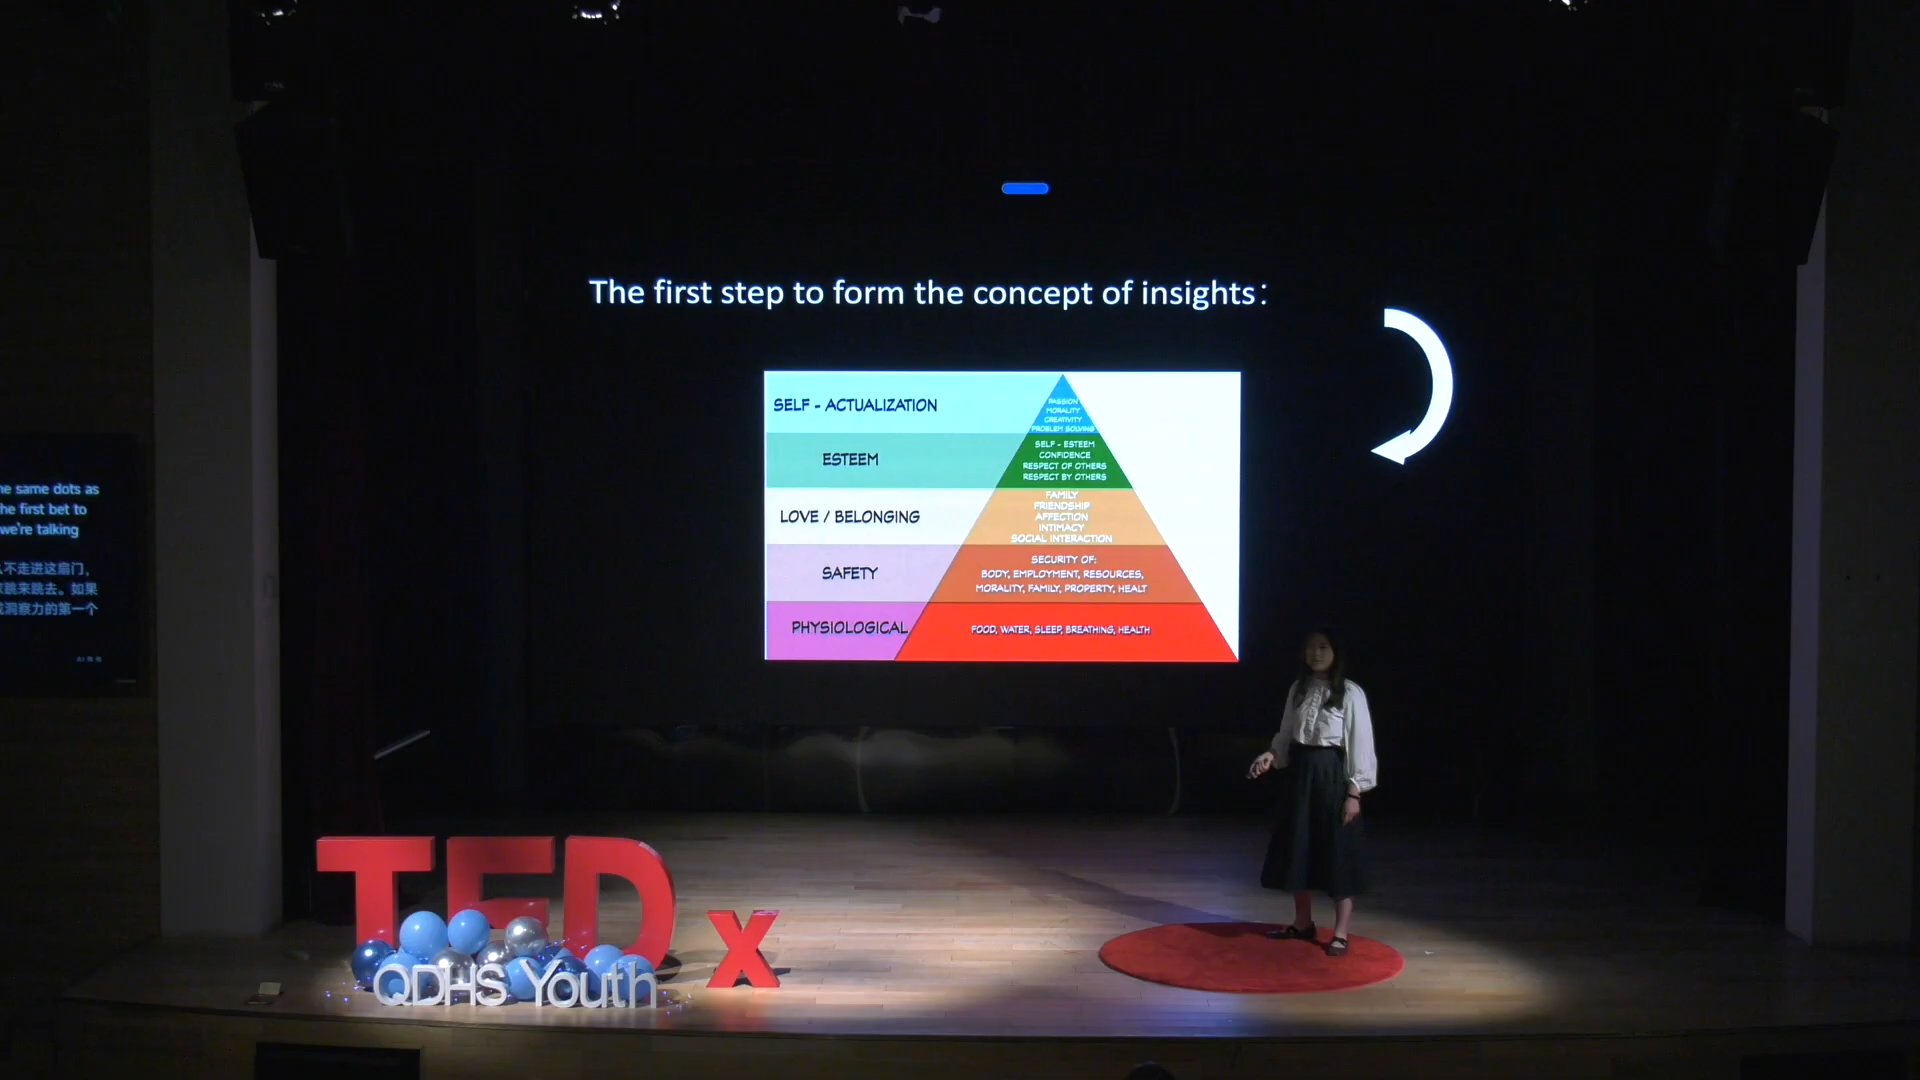 The first step to form the concept of insights:
SELF - ACTUALIZATION
PASSION
MORALITY
CREATIVITY
PROBLEM SOLVING
ESTEEM
SELF - ESTEEM
CONFIDENCE
RESPECT OF OTHERS
RESPECT BY OTHERS
LOVE / BELONGING
FAMILY
FRIENDSHIP
AFFECTION
INTIMACY
SOCIAL INTERACTION
SAFETY
SECURITY OF:
BODY, EMPLOYMENT, RESOURCES,
MORALITY, FAMILY, PROPERTY, HEALT
PHYSIOLOGICAL
FOOD, WATER, SLEEP, BREATHING, HEALTH
same dots as
first bet to
we're talking
不走进这扇门，
跳来跳去。如果
洞察力的第一个
TEDx
QDHS Youth